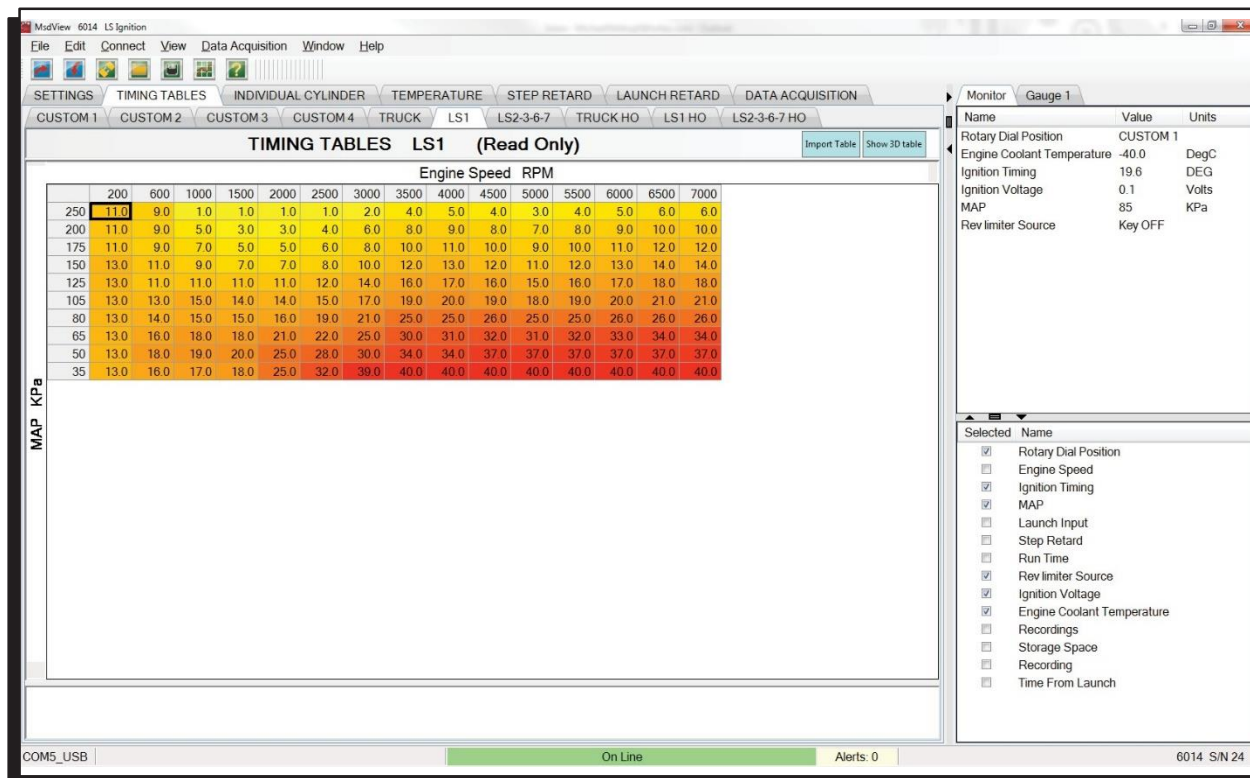 MsdView 6014 LS Ignition
File Edit Connect View Data Acquisition Window Help
SETTINGS TIMING TABLES INDIVIDUAL CYLINDER TEMPERATURE STEP RETARD LAUNCH RETARD DATA ACQUISITION
CUSTOM 1 CUSTOM 2 CUSTOM 3 CUSTOM 4 TRUCK LS1 LS2-3-6-7 TRUCK HO LS1 HO LS2-3-6-7 HO
TIMING TABLES LS1 (Read Only) Import Table Show 3D table
Engine Speed RPM
200 600 1000 1500 2000 2500 3000 3500 4000 4500 5000 5500 6000 6500 7000
250 11.0 9.0 1.0 1.0 1.0 1.0 2.0 4.0 5.0 4.0 3.0 4.0 5.0 6.0 6.0
200 11.0 9.0 5.0 3.0 3.0 4.0 6.0 8.0 9.0 8.0 7.0 8.0 9.0 10.0 10.0
175 11.0 9.0 7.0 5.0 5.0 6.0 8.0 10.0 11.0 10.0 9.0 10.0 11.0 12.0 12.0
150 13.0 11.0 9.0 7.0 7.0 8.0 10.0 12.0 13.0 12.0 11.0 12.0 13.0 14.0 14.0
125 13.0 11.0 11.0 11.0 11.0 12.0 14.0 16.0 17.0 16.0 15.0 16.0 17.0 18.0 18.0
105 13.0 13.0 15.0 14.0 14.0 15.0 17.0 19.0 20.0 19.0 18.0 19.0 20.0 21.0 21.0
80 13.0 14.0 15.0 15.0 16.0 19.0 21.0 25.0 25.0 26.0 25.0 25.0 26.0 26.0 26.0
65 13.0 16.0 18.0 18.0 21.0 22.0 25.0 30.0 31.0 32.0 31.0 32.0 33.0 34.0 34.0
50 13.0 18.0 19.0 20.0 25.0 28.0 30.0 34.0 34.0 37.0 37.0 37.0 37.0 37.0 37.0
35 13.0 16.0 17.0 18.0 25.0 32.0 39.0 40.0 40.0 40.0 40.0 40.0 40.0 40.0 40.0
MAP KPa
Monitor Gauge 1
Name Value Units
Rotary Dial Position CUSTOM 1
Engine Coolant Temperature -40.0 DegC
Ignition Timing 19.6 DEG
Ignition Voltage 0.1 Volts
MAP 85 KPa
Rev limiter Source Key OFF
Selected Name
Rotary Dial Position
Engine Speed
Ignition Timing
MAP
Launch Input
Step Retard
Run Time
Rev limiter Source
Ignition Voltage
Engine Coolant Temperature
Recordings
Storage Space
Recording
Time From Launch
COM5_USB On Line Alerts: 0 6014 S/N 24